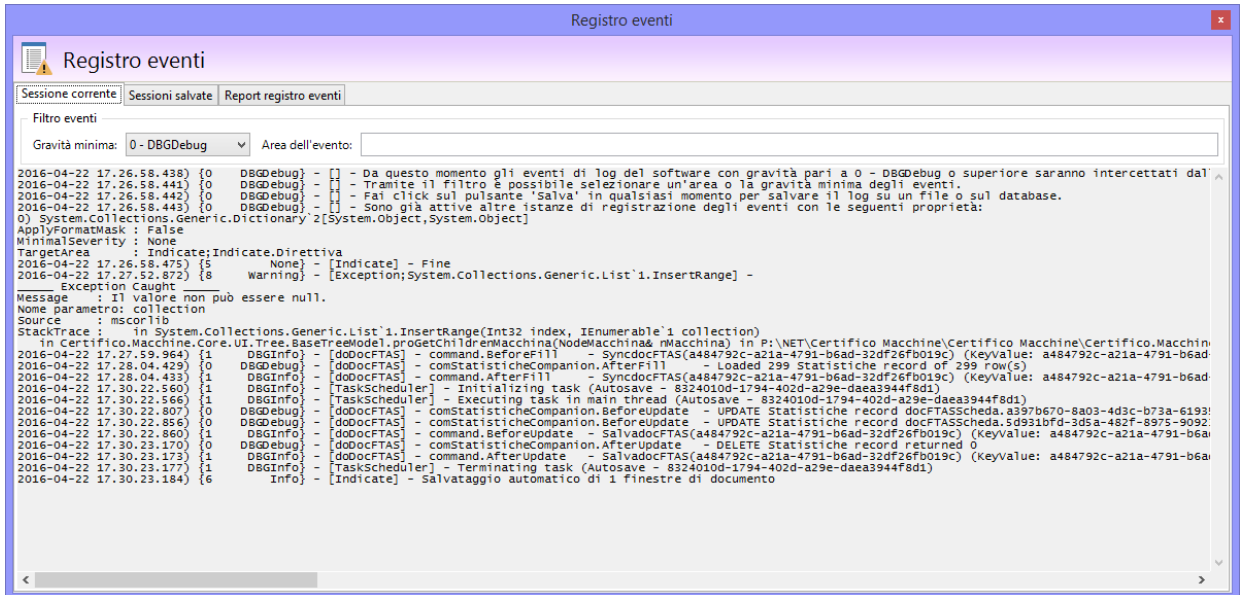 Registro eventi
x
Registro eventi
Sessione corrente Sessioni salvate Report registro eventi
Filtro eventi
Gravità minima: 0 - DBGDebug Area dell'evento:
2016-04-22 17.26.58.438) {0 DBGDebug} - [] - Da questo momento gli eventi di log del software con gravità pari a 0 - DBGDebug o superiore saranno intercettati dal
2016-04-22 17.26.58.441) {0 DBGDebug} - [] - Tramite il filtro è possibile selezionare un'area o la gravità minima degli eventi.
2016-04-22 17.26.58.442) {0 DBGDebug} - [] - Fai click sul pulsante 'Salva' in qualsiasi momento per salvare il log su un file o sul database.
2016-04-22 17.26.58.443) {0 DBGDebug} - [] - Sono già attive altre istanze di registrazione degli eventi con le seguenti proprietà:
0) System.Collections.Generic.Dictionary`2[System.Object,System.Object]
ApplyFormatMask : False
MinimalSeverity : None
TargetArea : Indicate;Indicate.Direttiva
2016-04-22 17.26.58.475) {5 None} - [Indicate] - Fine
2016-04-22 17.27.52.872) {8 Warning} - [Exception;System.Collections.Generic.List`1.InsertRange] -
_____ Exception Caught _____
Message : Il valore non può essere null.
Nome parametro: collection
Source : mscorlib
StackTrace : in System.Collections.Generic.List`1.InsertRange(Int32 index, IEnumerable`1 collection)
in Certifico.Macchine.Core.UI.Tree.BaseTreeModel.proGetChildrenMacchina(NodeMacchina& nMacchina) in P:\NET\Certifico Macchine\Certifico Macchine\Certifico.Macchin
2016-04-22 17.27.59.964) {1 DBGInfo} - [doDocFTAS] - command.BeforeFill - SyncdocFTAS(a484792c-a21a-4791-b6ad-32df26fb019c) (KeyValue: a484792c-a21a-4791-b6ad-
2016-04-22 17.28.04.429) {0 DBGDebug} - [doDocFTAS] - comStatisticheCompanion.AfterFill - Loaded 299 Statistiche record of 299 row(s)
2016-04-22 17.28.04.433) {1 DBGInfo} - [doDocFTAS] - command.AfterFill - SyncdocFTAS(a484792c-a21a-4791-b6ad-32df26fb019c) (KeyValue: a484792c-a21a-4791-b6ad-
2016-04-22 17.30.22.560) {1 DBGInfo} - [TaskScheduler] - Initializing task (Autosave - 8324010d-1794-402d-a29e-daea3944f8d1)
2016-04-22 17.30.22.566) {1 DBGInfo} - [TaskScheduler] - Executing task in main thread (Autosave - 8324010d-1794-402d-a29e-daea3944f8d1)
2016-04-22 17.30.22.807) {0 DBGDebug} - [doDocFTAS] - comStatisticheCompanion.BeforeUpdate - UPDATE Statistiche record docFTASScheda.a397b670-8a03-4d3c-b73a-6193
2016-04-22 17.30.22.856) {0 DBGDebug} - [doDocFTAS] - comStatisticheCompanion.BeforeUpdate - UPDATE Statistiche record docFTASScheda.5d931bfd-3d5a-482f-8975-9092
2016-04-22 17.30.22.860) {1 DBGInfo} - [doDocFTAS] - command.BeforeUpdate - SalvadocFTAS(a484792c-a21a-4791-b6ad-32df26fb019c) (KeyValue: a484792c-a21a-4791-b6a
2016-04-22 17.30.23.170) {0 DBGDebug} - [doDocFTAS] - comStatisticheCompanion.AfterUpdate - DELETE Statistiche record returned 0
2016-04-22 17.30.23.173) {1 DBGInfo} - [doDocFTAS] - command.AfterUpdate - SalvadocFTAS(a484792c-a21a-4791-b6ad-32df26fb019c) (KeyValue: a484792c-a21a-4791-b6a
2016-04-22 17.30.23.177) {1 DBGInfo} - [TaskScheduler] - Terminating task (Autosave - 8324010d-1794-402d-a29e-daea3944f8d1)
2016-04-22 17.30.23.184) {6 Info} - [Indicate] - Salvataggio automatico di 1 finestre di documento